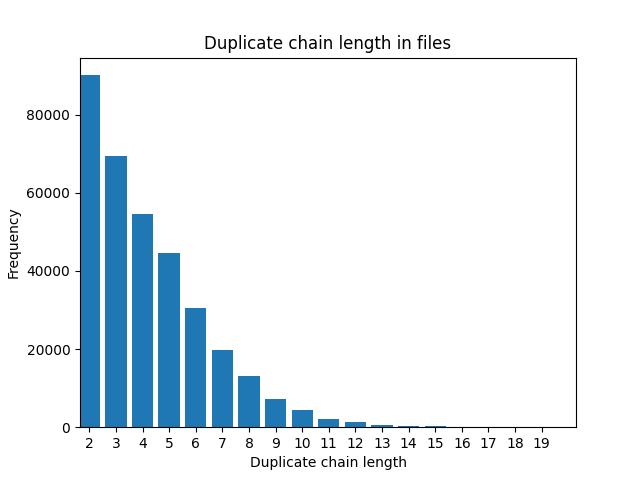 Duplicate chain length in files
Frequency
80000
60000
40000
20000
0
2 3 4 5 6 7 8 9 10 11 12 13 14 15 16 17 18 19
Duplicate chain length